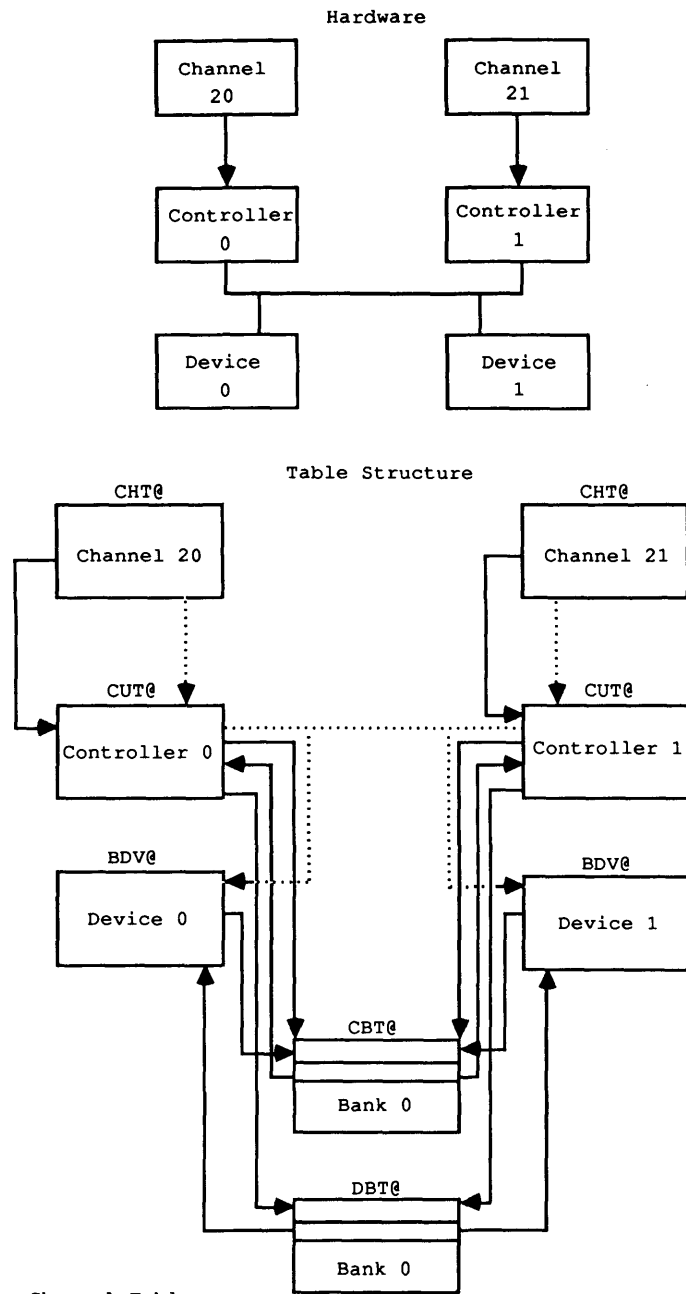 Hardware
Channel
20
Channel
21
Controller
0
Controller
1
Device
0
Device
1
Table Structure
CHT@
CHT@
Channel 20
Channel 21
CUT@
CUT@
Controller 0
Controller 1
BDV@
BDV@
Device 0
Device 1
CBT@
Bank 0
DBT@
Bank 0